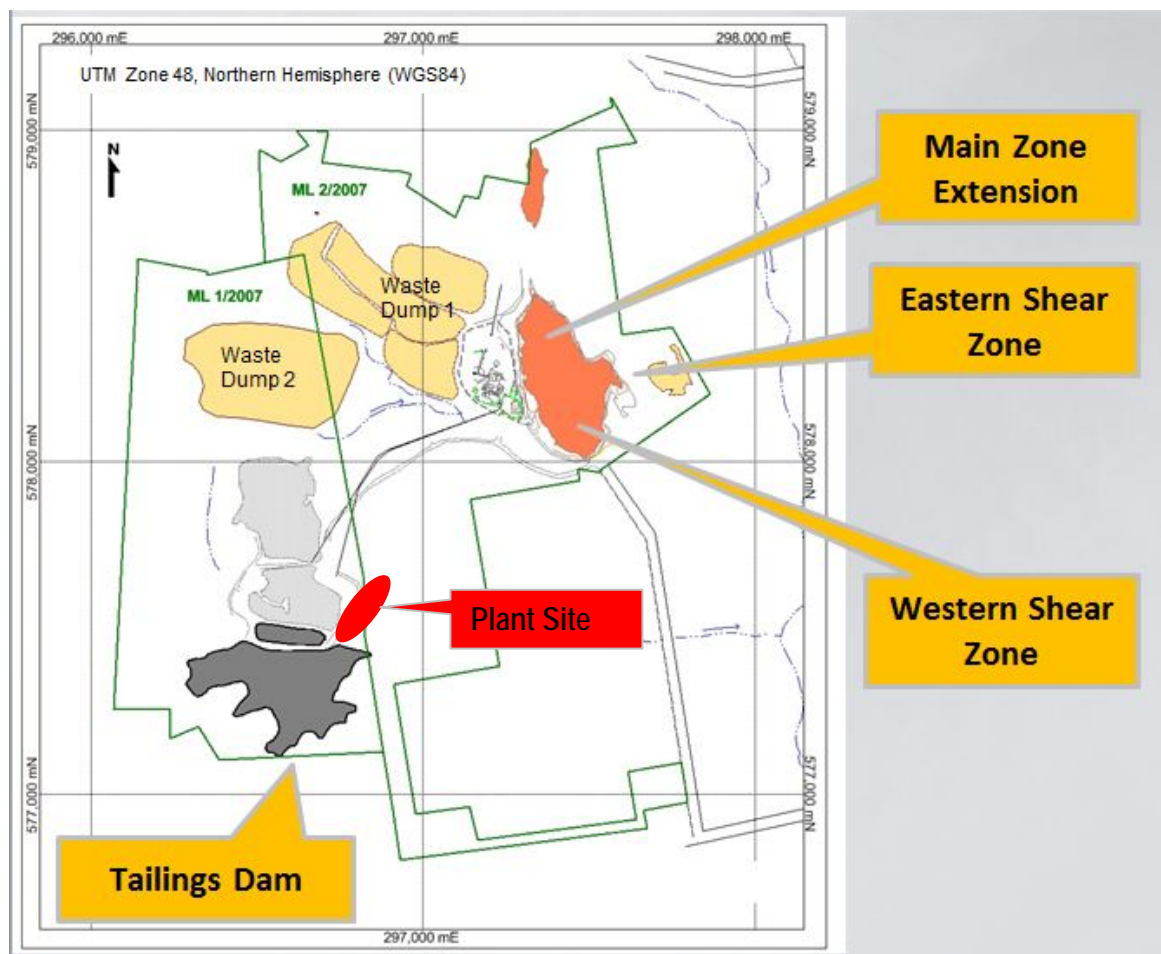 296,000 mE
297,000 mE
298,000 mE
UTM Zone 48, Northern Hemisphere (WGS84)
579,000 mN
579,000 mN
N
ML 2/2007
Main Zone
Extension
Waste
Dump 1
ML 1/2007
Eastern Shear
Zone
Waste
Dump 2
578,000 mN
578,000 mN
Western Shear
Zone
Plant Site
577,000 mN
577,000 mN
Tailings Dam
297,000 mE